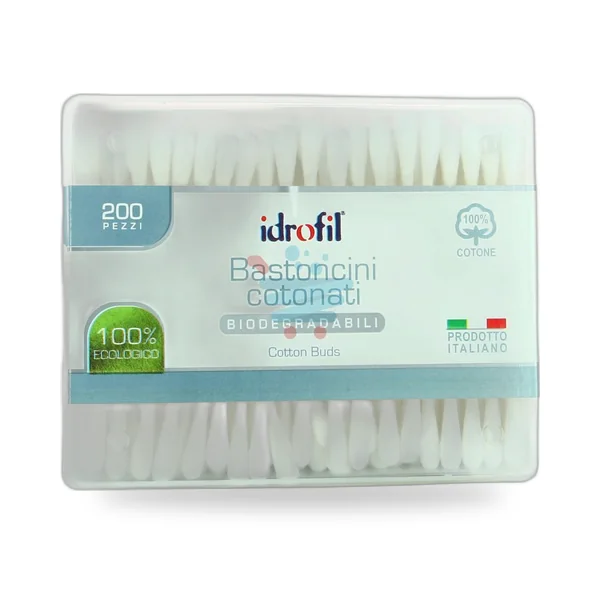 200
PEZZI
idrofil®
100%
COTONE
Bastoncini
cotonati
BIODEGRADABILI
Cotton Buds
100%
ECOLOGICO
PRODOTTO
ITALIANO